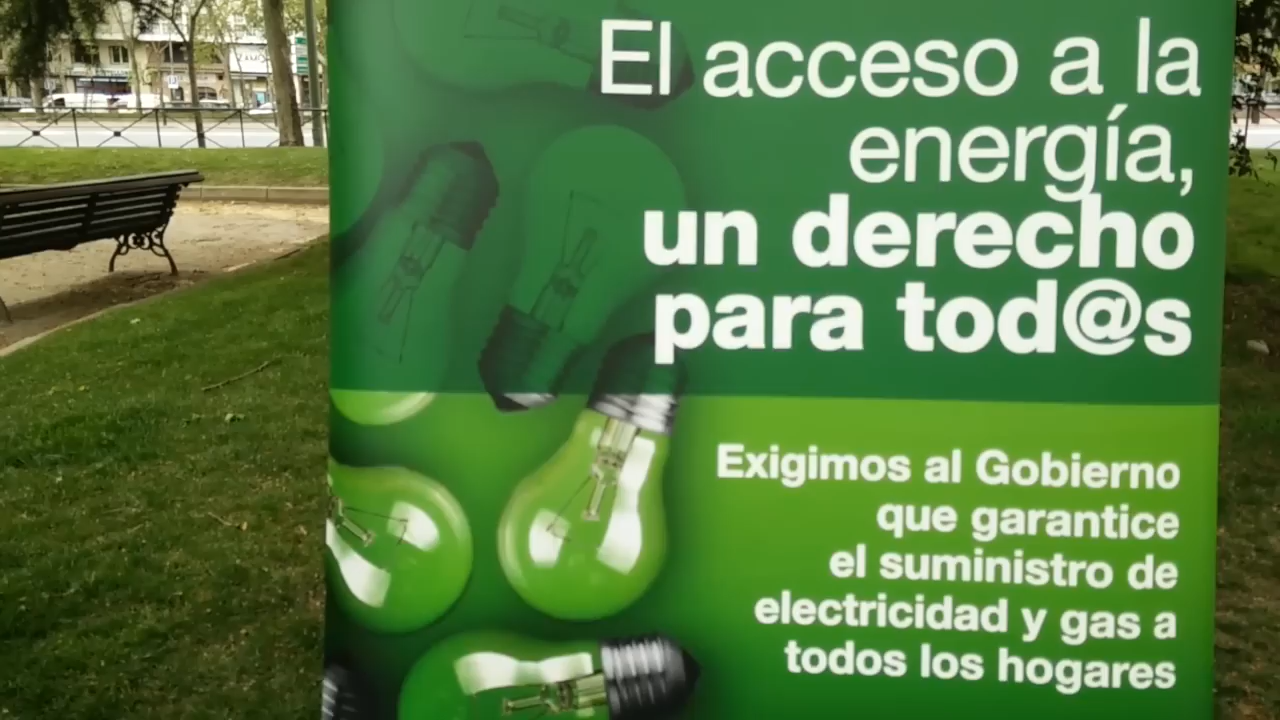 El acceso a la
energía,
un derecho
para tod@s
Exigimos al Gobierno
que garantice
el suministro de
electricidad y gas a
todos los hogares